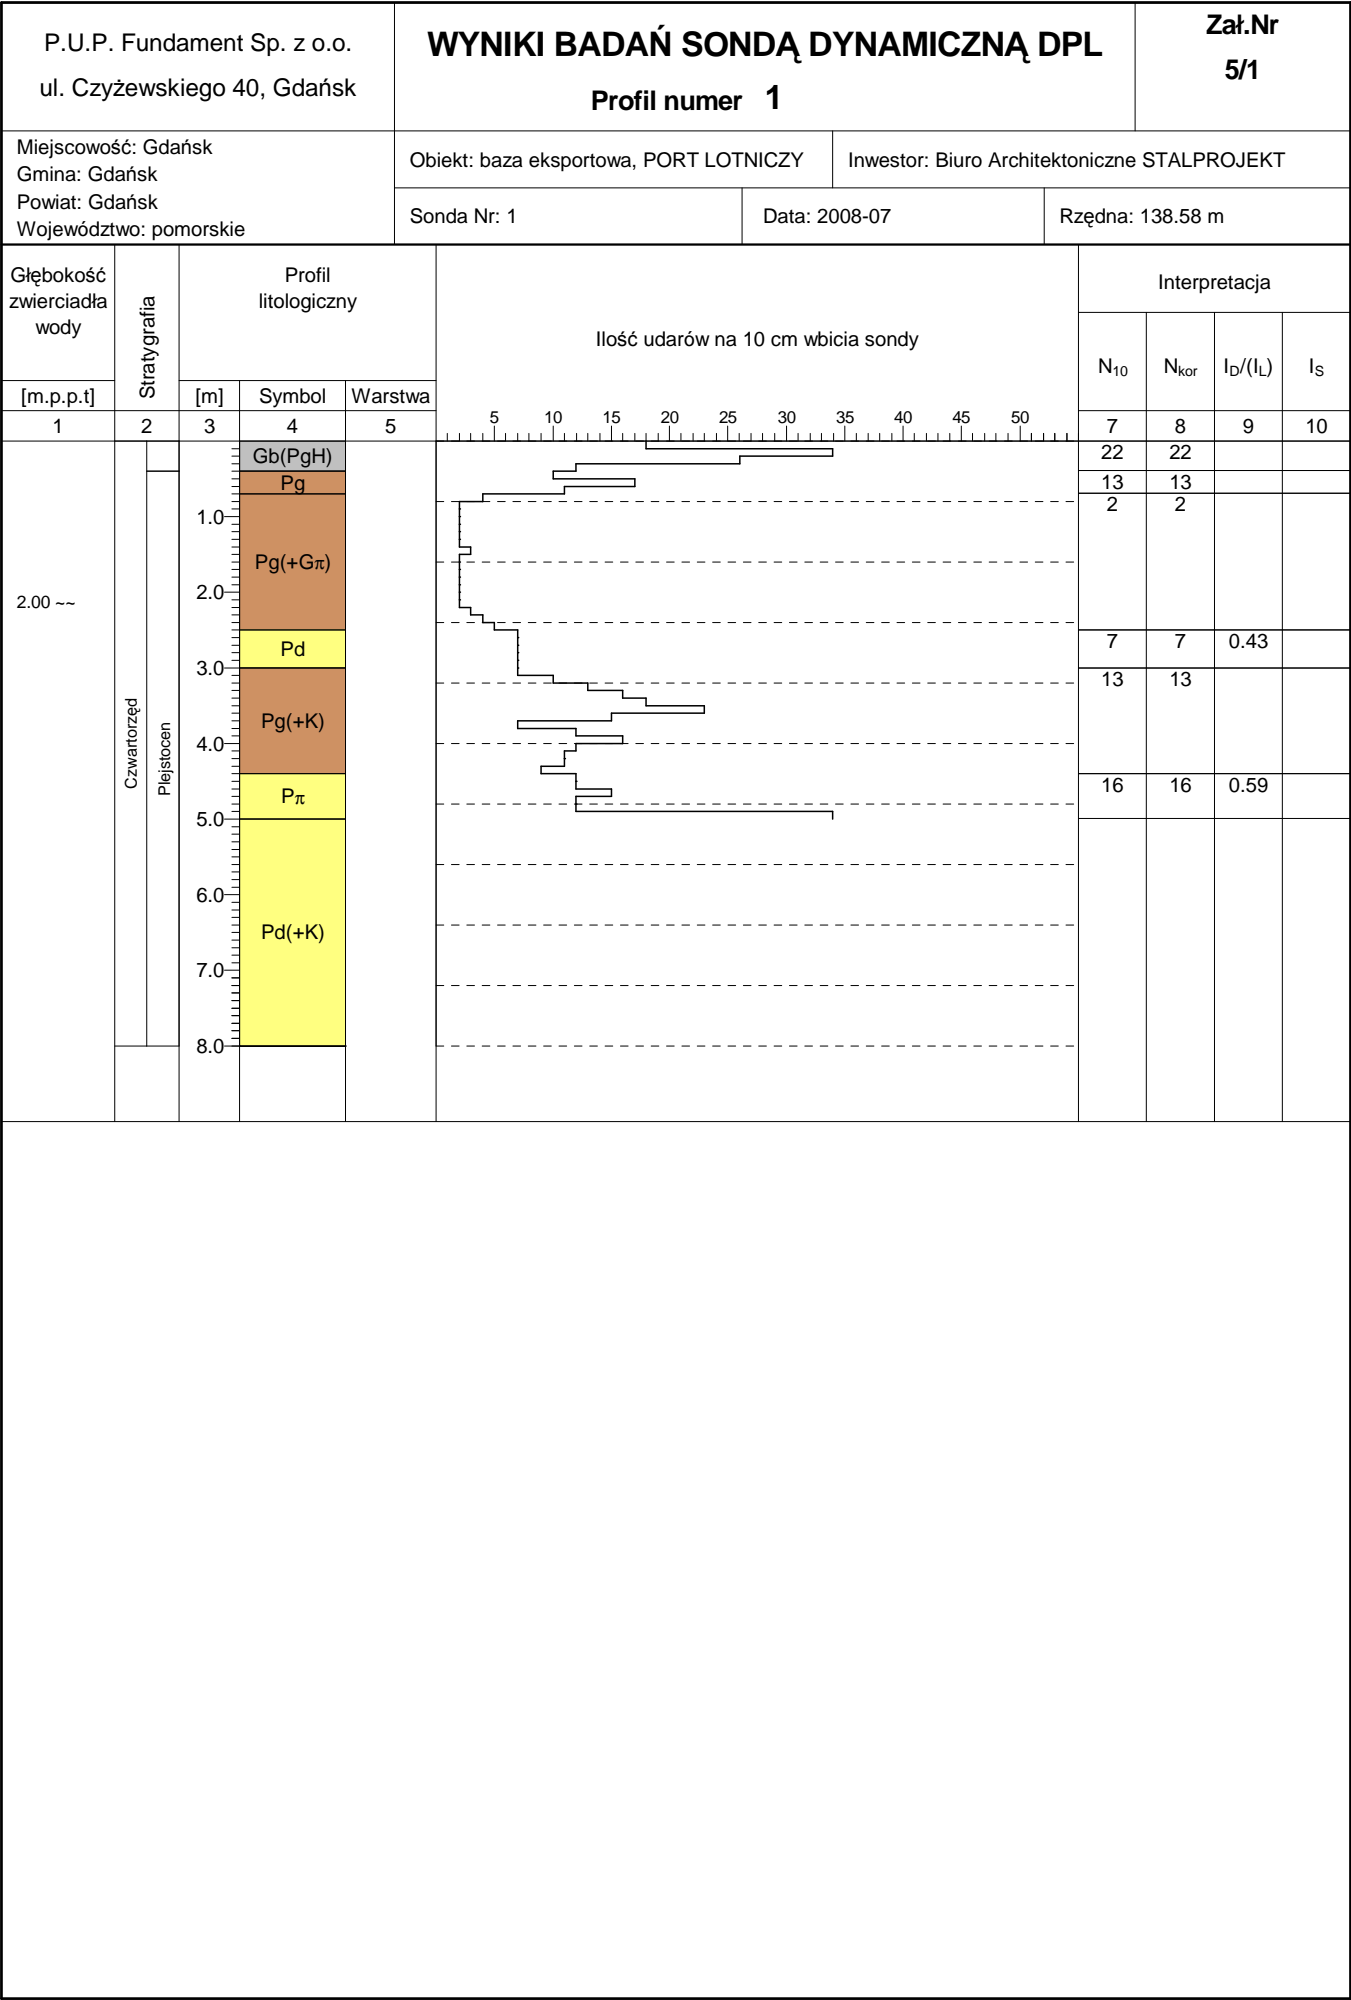 P.U.P. Fundament Sp. z o.o.
ul. Czyżewskiego 40, Gdańsk
WYNIKI BADAŃ SONDĄ DYNAMICZNĄ DPL
Profil numer 1
Zał.Nr
5/1
Miejscowość: Gdańsk
Gmina: Gdańsk
Powiat: Gdańsk
Województwo: pomorskie
Obiekt: baza eksportowa, PORT LOTNICZY
Inwestor: Biuro Architektoniczne STALPROJEKT
Sonda Nr: 1
Data: 2008-07
Rzędna: 138.58 m
Głębokość
zwierciadła
wody
[m.p.p.t]
Stratygrafia
Profil
litologiczny
[m]
Symbol
Warstwa
Ilość udarów na 10 cm wbicia sondy
Interpretacja
N10
Nkor
ID/(IL)
IS
1 2 3 4 5
5 10 15 20 25 30 35 40 45 50
7 8 9 10
Gb(PgH)
22 22
Pg
13 13
2 2
1.0
Pg(+Gπ)
2.0
2.00 ~~
Pd
7 7 0.43
3.0
13 13
Pg(+K)
4.0
Czwartorzęd
Plejstocen
Pπ
16 16 0.59
5.0
6.0
Pd(+K)
7.0
8.0